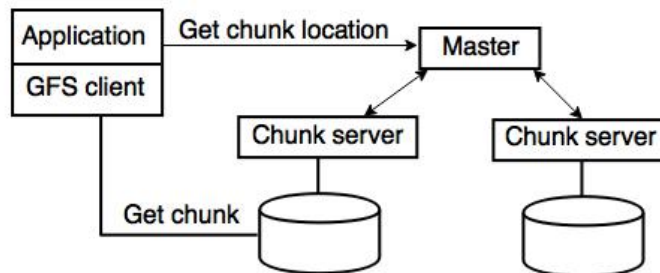 Application
Get chunk location
Master
GFS client
Chunk server
Chunk server
Get chunk